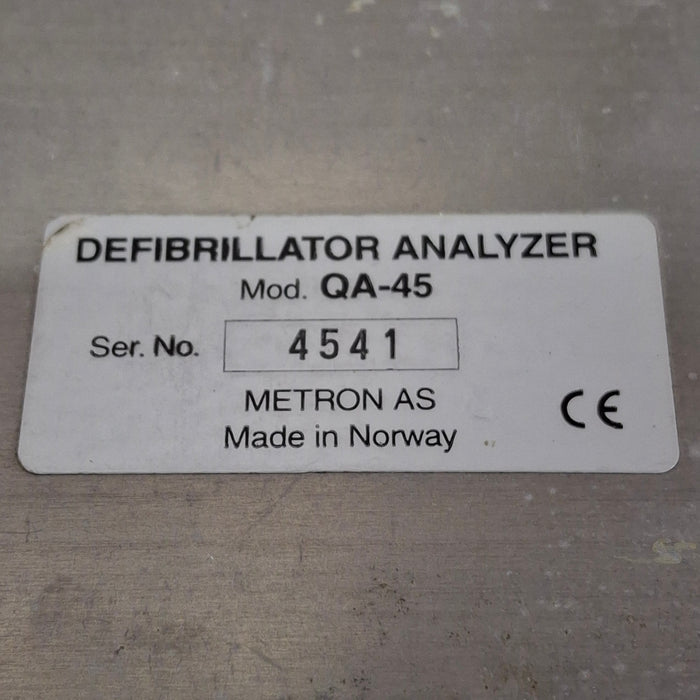 DEFIBRILLATOR ANALYZER
Mod. QA-45
Ser. No. 4541
METRON AS
Made in Norway
CE